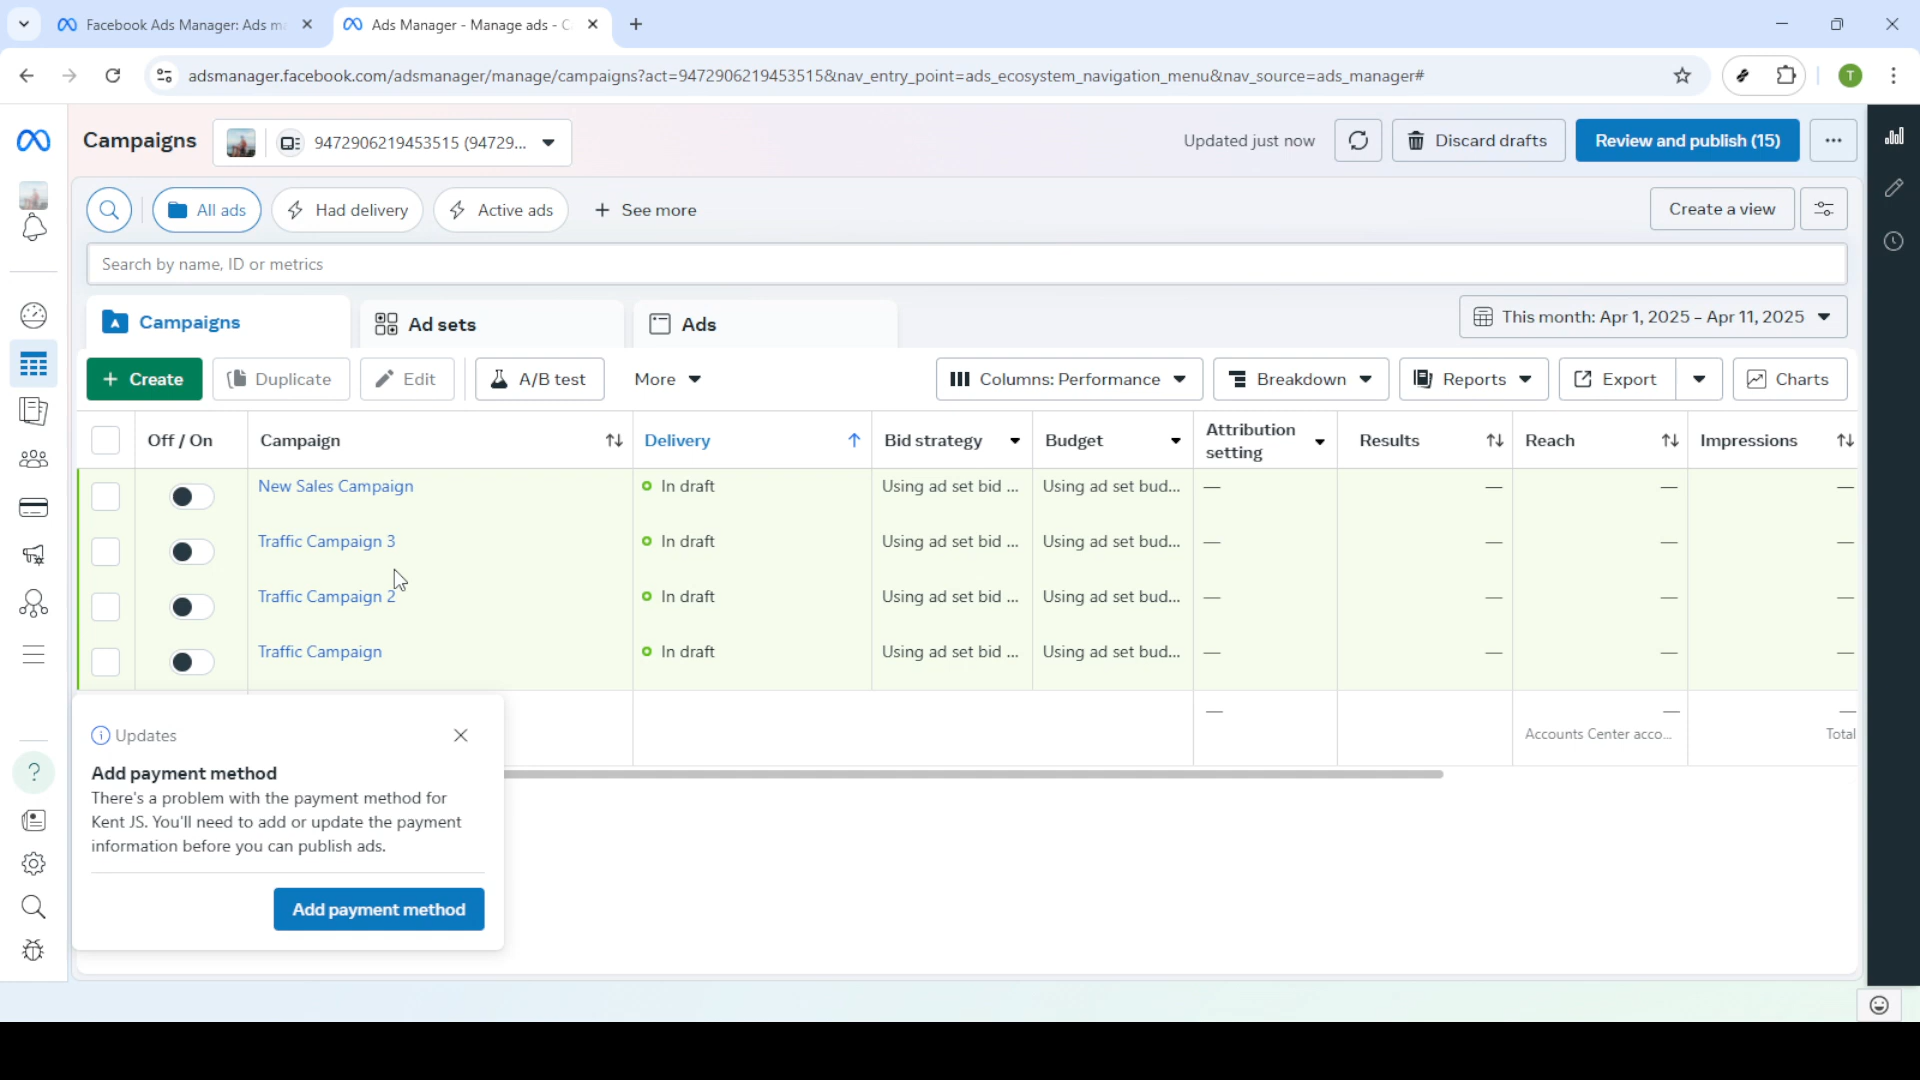 Facebook Ads Manager: Ads ma
Ads Manager - Manage ads - C
adsmanager.facebook.com/adsmanager/manage/campaigns?act=9472906219453515&nav_entry_point=ads_ecosystem_navigation_menu&nav_source=ads_manager#
T
Campaigns
9472906219453515 (94729...
Updated just now
Discard drafts
Review and publish (15)
All ads
Had delivery
Active ads
+ See more
Create a view
Search by name, ID or metrics
Campaigns
Ad sets
Ads
This month: Apr 1, 2025 – Apr 11, 2025
+ Create
Duplicate
Edit
A/B test
More
Columns: Performance
Breakdown
Reports
Export
Charts
Off / On
Campaign
Delivery
Bid strategy
Budget
Attribution
setting
Results
Reach
Impressions
New Sales Campaign
In draft
Using ad set bid ...
Using ad set bud...
—
—
—
—
Traffic Campaign 3
In draft
Using ad set bid ...
Using ad set bud...
—
—
—
—
Traffic Campaign 2
In draft
Using ad set bid ...
Using ad set bud...
—
—
—
—
Traffic Campaign
In draft
Using ad set bid ...
Using ad set bud...
—
—
—
—
—
—
—
Accounts Center acco...
Total
Updates
Add payment method
There's a problem with the payment method for
Kent JS. You'll need to add or update the payment
information before you can publish ads.
Add payment method